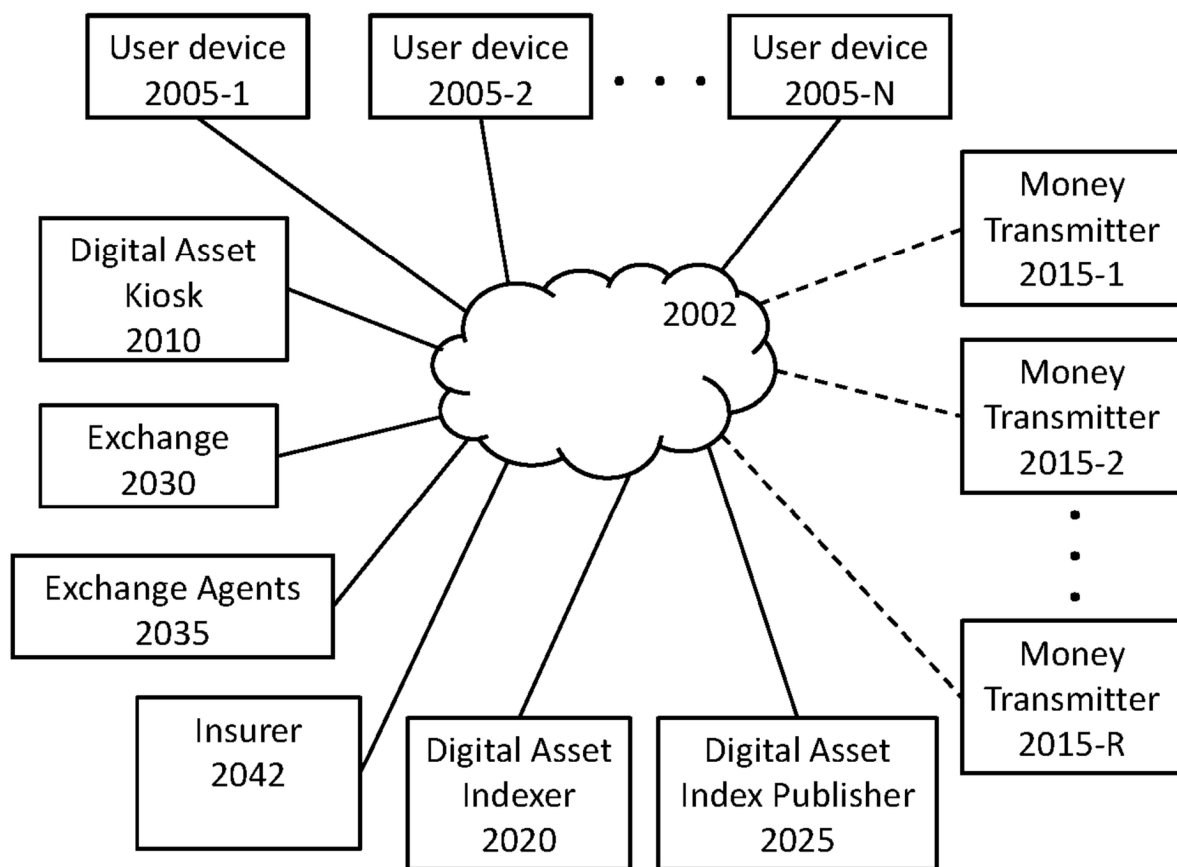 User device
2005-1
User device
2005-2
User device
2005-N
Money
Transmitter
2015-1
Digital Asset
Kiosk
2010
2002
Money
Transmitter
2015-2
Exchange
2030
Exchange Agents
2035
Money
Transmitter
2015-R
Insurer
2042
Digital Asset
Indexer
2020
Digital Asset
Index Publisher
2025